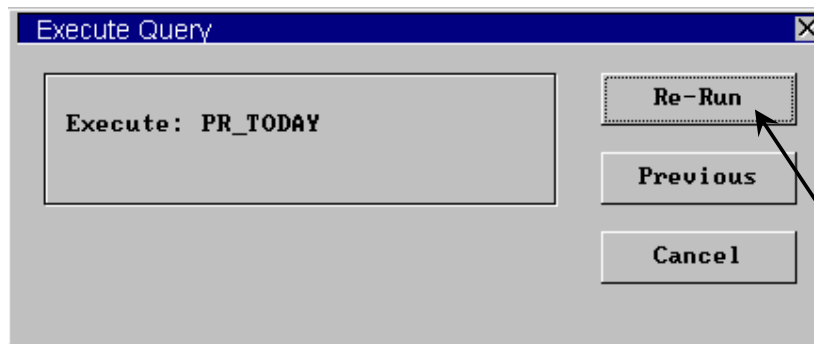 Execute Query
Execute: PR_TODAY
Re-Run
Previous
Cancel